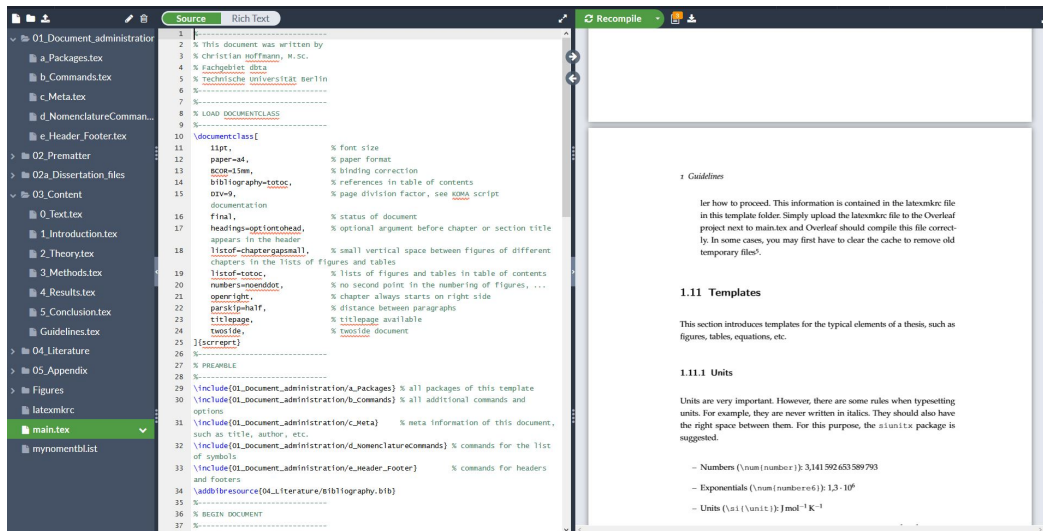 Source Rich Text
Recompile
01_Document_administration
a_Packages.tex
b_Commands.tex
c_Meta.tex
d_NomenclatureComman...
e_Header_Footer.tex
02_Prematter
02a_Dissertation_files
03_Content
0_Text.tex
1_Introduction.tex
2_Theory.tex
3_Methods.tex
4_Results.tex
5_Conclusion.tex
Guidelines.tex
04_Literature
05_Appendix
Figures
latexmkrc
main.tex
mynomentbl.list
1 %------------------------------
2 % This document was written by
3 % Christian Hoffmann, M.Sc.
4 % Fachgebiet dbta
5 % Technische Universität Berlin
6 %------------------------------
7 %------------------------------
8 % LOAD DOCUMENTCLASS
9 %------------------------------
10 \documentclass[
11 11pt, % font size
12 paper=a4, % paper format
13 BCOR=15mm, % binding correction
14 bibliography=totoc, % references in table of contents
15 DIV=9, % page division factor, see KOMA script
documentation
16 final, % status of document
17 headings=optiontohead, % optional argument before chapter or section title
appears in the header
18 listof=chaptergapsmall, % small vertical space between figures of different
chapters in the lists of figures and tables
19 listof=totoc, % lists of figures and tables in table of contents
20 numbers=noenddot, % no second point in the numbering of figures, ...
21 openright, % chapter always starts on right side
22 parskip=half, % distance between paragraphs
23 titlepage, % titlepage available
24 twoside, % twoside document
25 ]{scrreprt}
26 %------------------------------
27 % PREAMBLE
28 %------------------------------
29 \include{01_Document_administration/a_Packages} % all packages of this template
30 \include{01_Document_administration/b_Commands} % all additional commands and
options
31 \include{01_Document_administration/c_Meta} % meta information of this document,
such as title, author, etc.
32 \include{01_Document_administration/d_NomenclatureCommands} % commands for the list
of symbols
33 \include{01_Document_administration/e_Header_Footer} % commands for headers
and footers
34 \addbibresource{04_Literature/Bibliography.bib}
35 %------------------------------
36 % BEGIN DOCUMENT
37 %------------------------------
1 Guidelines
ler how to proceed. This information is contained in the latexmkrc file
in this template folder. Simply upload the latexmkrc file to the Overleaf
project next to main.tex and Overleaf should compile this file correct-
ly. In some cases, you may first have to clear the cache to remove old
temporary files⁵.
1.11 Templates
This section introduces templates for the typical elements of a thesis, such as
figures, tables, equations, etc.
1.11.1 Units
Units are very important. However, there are some rules when typesetting
units. For example, they are never written in italics. They should also have
the right space between them. For this purpose, the siunitx package is
suggested.
– Numbers (\num{number}): 3,141 592 653 589 793
– Exponentials (\num{numbere6}): 1,3 · 10⁶
– Units (\si{\unit}): J mol⁻¹ K⁻¹